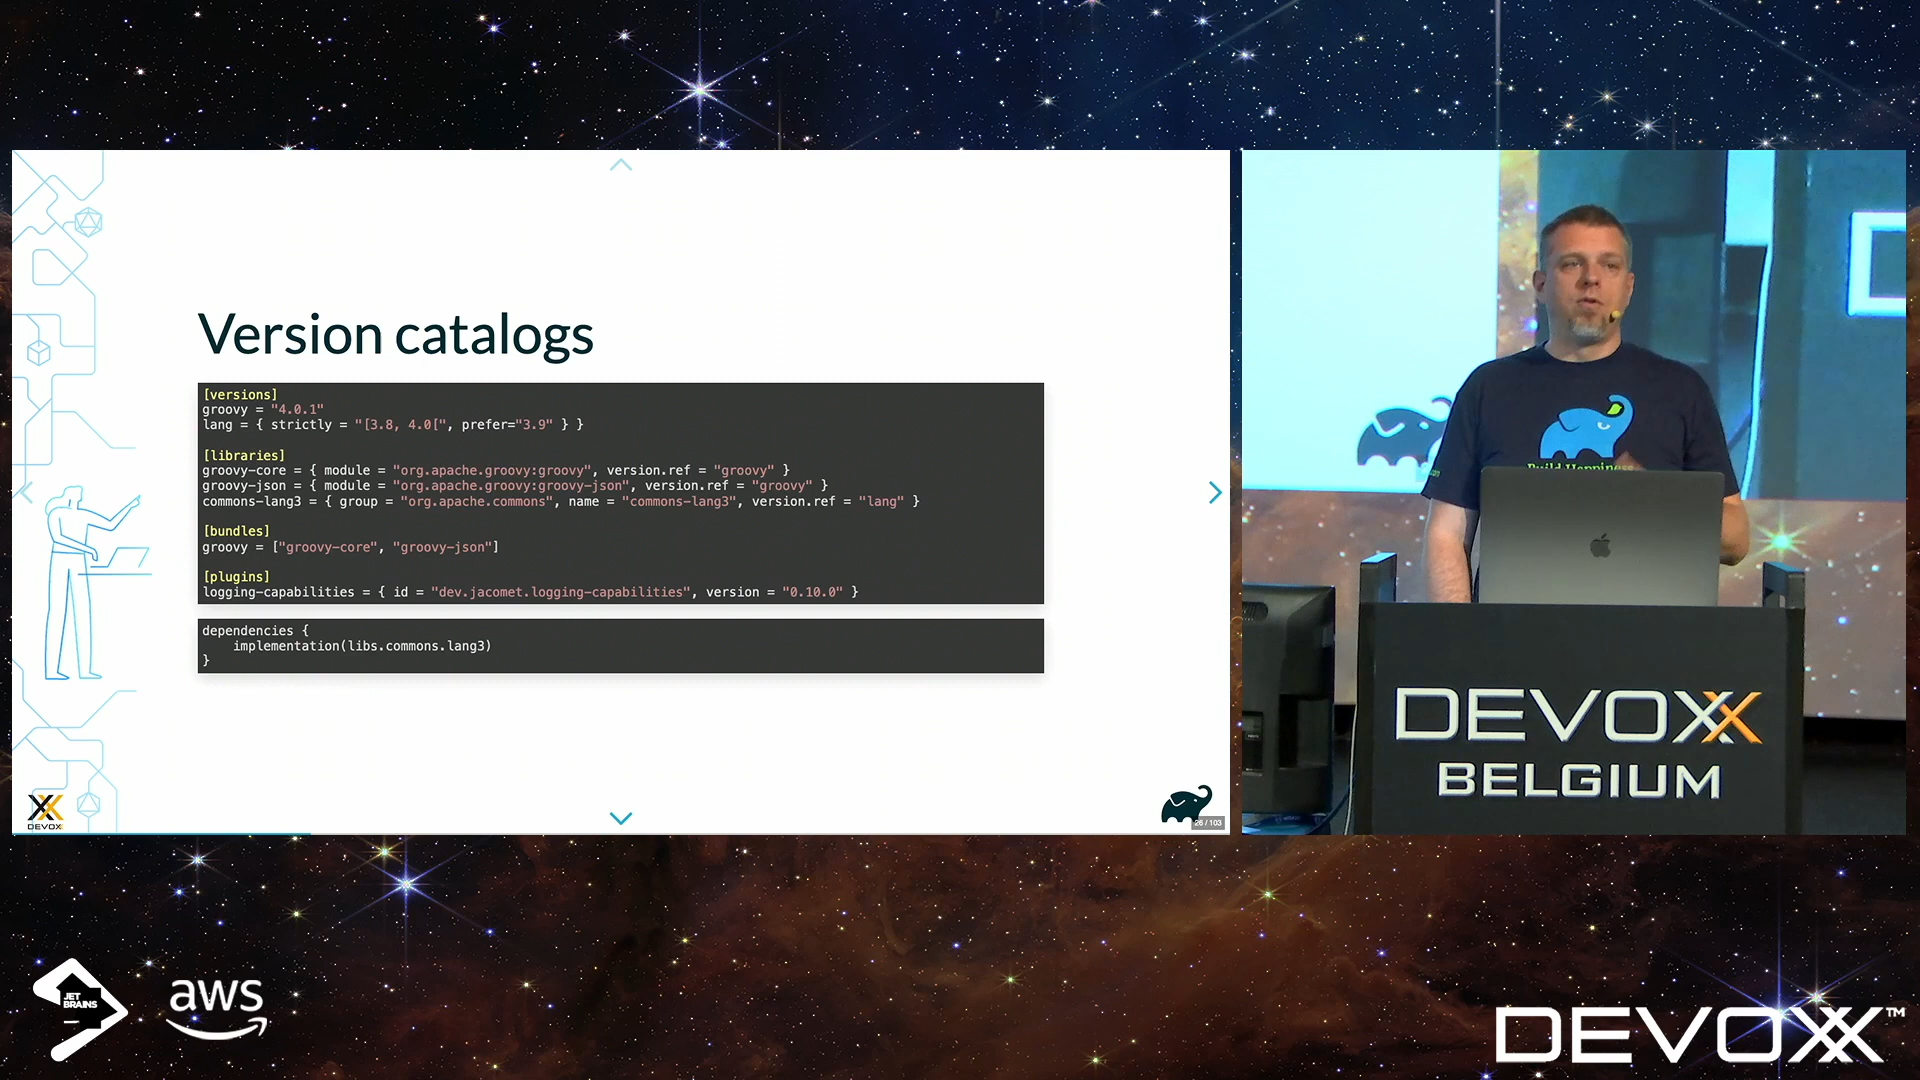 Version catalogs
[versions]
groovy = "4.0.1"
lang = { strictly = "[3.8, 4.0[", prefer="3.9" } }
[libraries]
groovy-core = { module = "org.apache.groovy:groovy", version.ref = "groovy" }
groovy-json = { module = "org.apache.groovy:groovy-json", version.ref = "groovy" }
commons-lang3 = { group = "org.apache.commons", name = "commons-lang3", version.ref = "lang" }
[bundles]
groovy = ["groovy-core", "groovy-json"]
[plugins]
logging-capabilities = { id = "dev.jacomet.logging-capabilities", version = "0.10.0" }
dependencies {
    implementation(libs.commons.lang3)
}
DEVOXX
26 / 103
Build Happiness
DEVOXX
BELGIUM
JET
BRAINS
aws
DEVOXX™